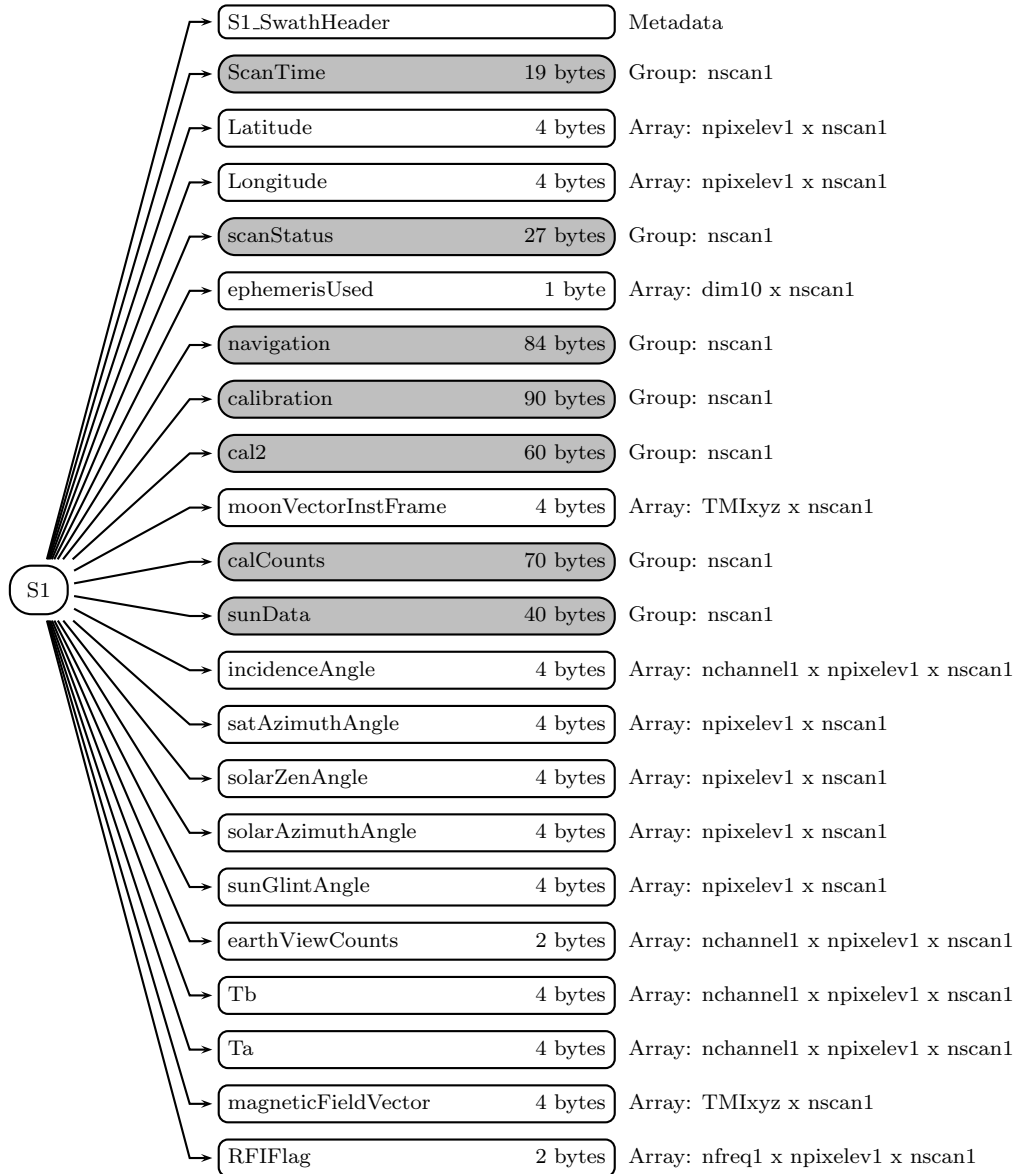 S1_SwathHeader Metadata
ScanTime 19 bytes Group: nscan1
Latitude 4 bytes Array: npixelev1 x nscan1
Longitude 4 bytes Array: npixelev1 x nscan1
scanStatus 27 bytes Group: nscan1
ephemerisUsed 1 byte Array: dim10 x nscan1
navigation 84 bytes Group: nscan1
calibration 90 bytes Group: nscan1
cal2 60 bytes Group: nscan1
moonVectorInstFrame 4 bytes Array: TMIxyz x nscan1
calCounts 70 bytes Group: nscan1
S1
sunData 40 bytes Group: nscan1
incidenceAngle 4 bytes Array: nchannel1 x npixelev1 x nscan1
satAzimuthAngle 4 bytes Array: npixelev1 x nscan1
solarZenAngle 4 bytes Array: npixelev1 x nscan1
solarAzimuthAngle 4 bytes Array: npixelev1 x nscan1
sunGlintAngle 4 bytes Array: npixelev1 x nscan1
earthViewCounts 2 bytes Array: nchannel1 x npixelev1 x nscan1
Tb 4 bytes Array: nchannel1 x npixelev1 x nscan1
Ta 4 bytes Array: nchannel1 x npixelev1 x nscan1
magneticFieldVector 4 bytes Array: TMIxyz x nscan1
RFIFlag 2 bytes Array: nfreq1 x npixelev1 x nscan1